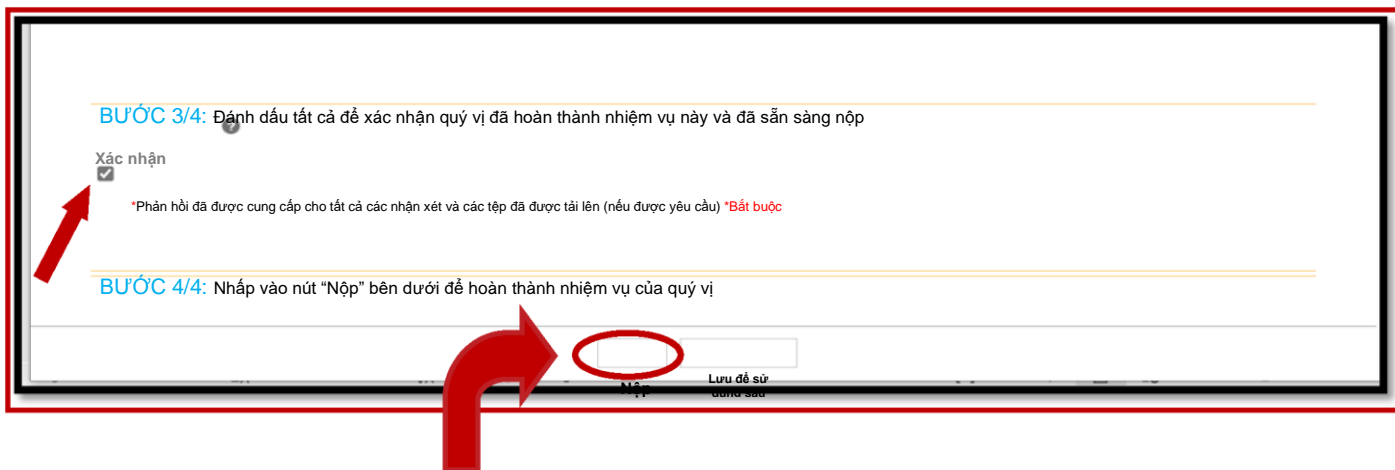 BƯỚC 3/4: Đánh dấu tất cả để xác nhận quý vị đã hoàn thành nhiệm vụ này và đã sẵn sàng nộp
Xác nhận
*Phản hồi đã được cung cấp cho tất cả các nhận xét và các tệp đã được tải lên (nếu được yêu cầu) *Bắt buộc
BƯỚC 4/4: Nhấp vào nút “Nộp” bên dưới để hoàn thành nhiệm vụ của quý vị
Nộp
Lưu để sử
dụng sau